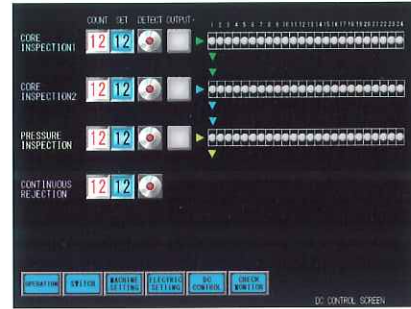 COUNT SET DETECT OUTPUT
1 2 3 4 5 6 7 8 9 10 11 12 13 14 15 16 17 18 19 20 21 22 23 24
CORE INSPECTION1 12 12
CORE INSPECTION2 12 12
PRESSURE INSPECTION 12 12
CONTINUOUS REJECTION 12 12
OPERATION SWITCH MACHINE SETTING ELECTRIC SETTING DC CONTROL CHECK MONITOR
DC CONTROL SCREEN